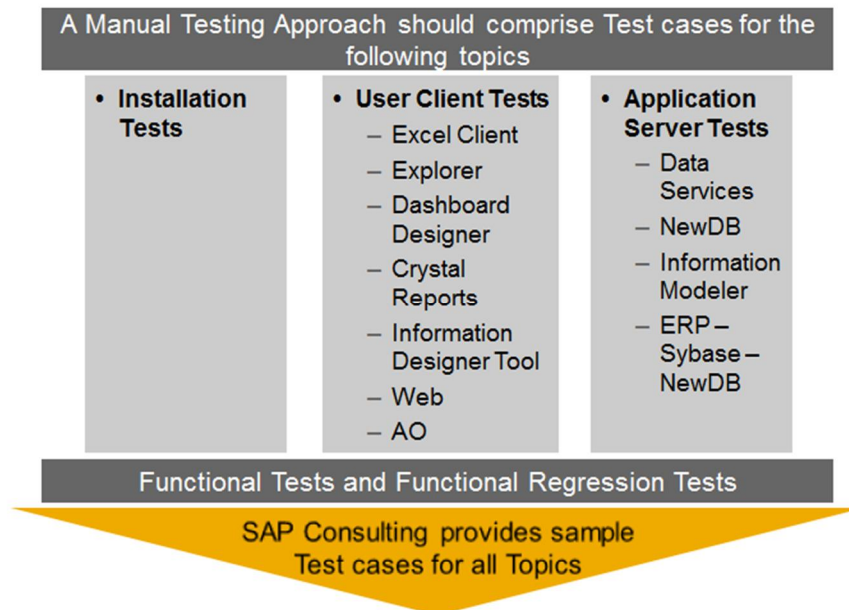 A Manual Testing Approach should comprise Test cases for the
following topics
• Installation
Tests
• User Client Tests
– Excel Client
– Explorer
– Dashboard
Designer
– Crystal
Reports
– Information
Designer Tool
– Web
– AO
• Application
Server Tests
– Data
Services
– NewDB
– Information
Modeler
– ERP –
Sybase –
NewDB
Functional Tests and Functional Regression Tests
SAP Consulting provides sample
Test cases for all Topics